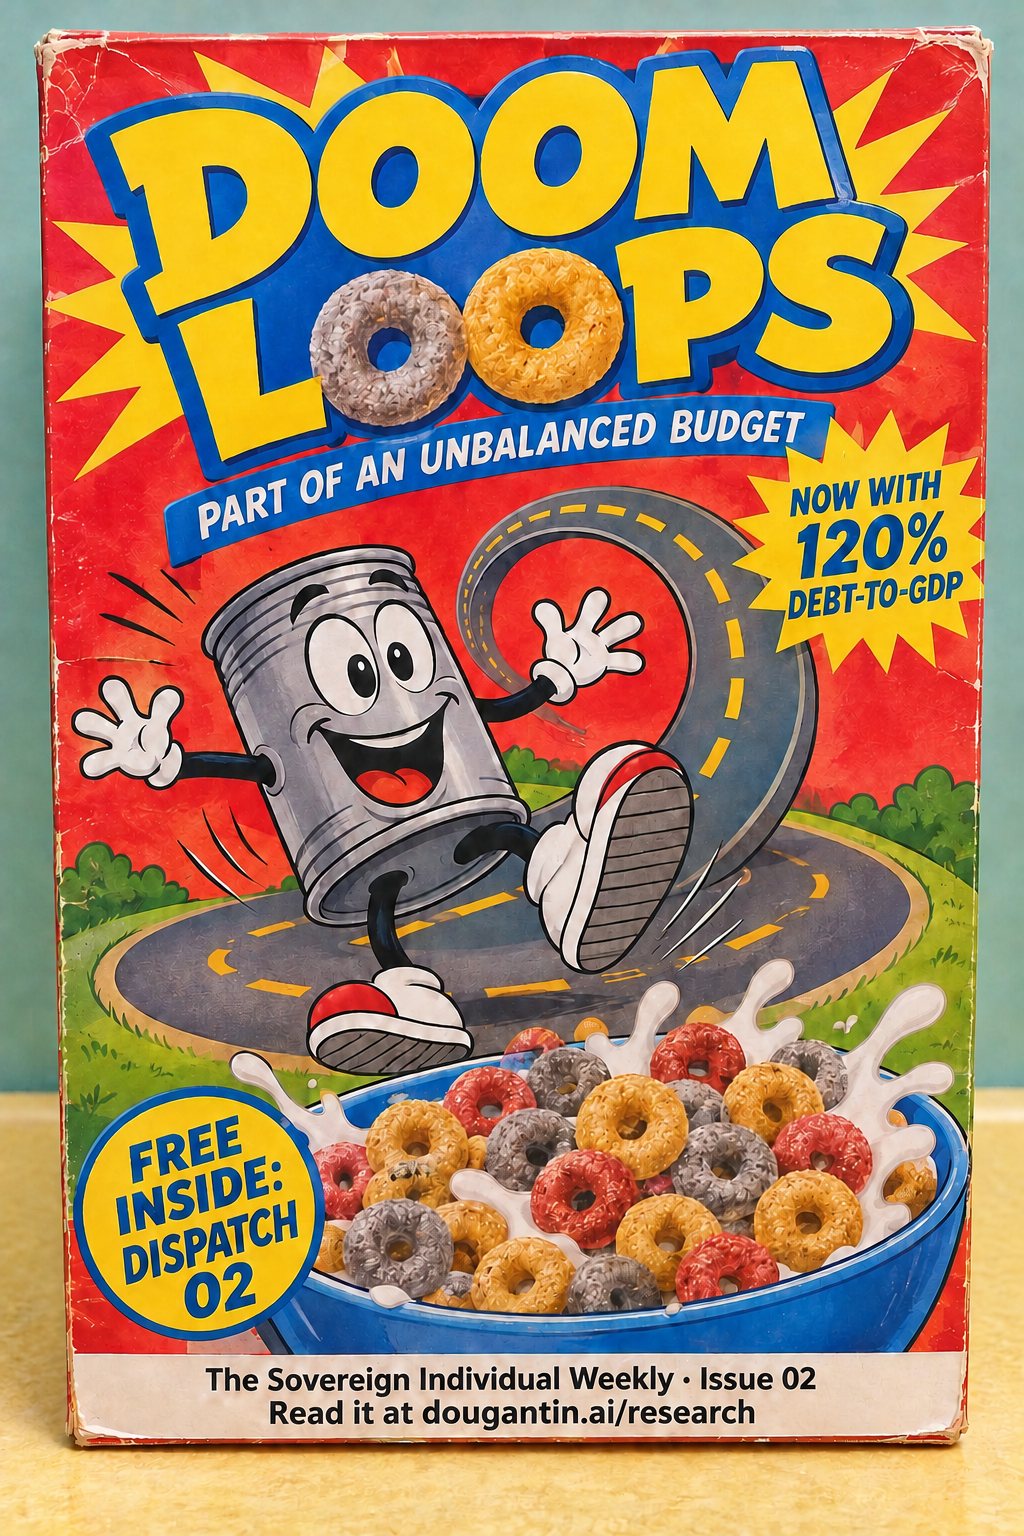 DOOM
LOOPS
PART OF AN UNBALANCED BUDGET
NOW WITH
120%
DEBT-TO-GDP
FREE
INSIDE:
DISPATCH
02
The Sovereign Individual Weekly · Issue 02
Read it at dougantin.ai/research